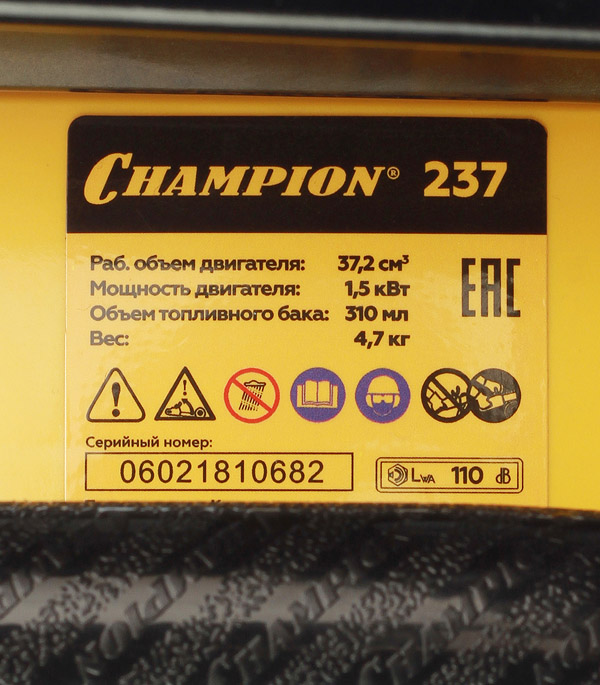 CHAMPION® 237
Раб. объем двигателя: 37,2 см³
Мощность двигателя: 1,5 кВт
Объем топливного бака: 310 мл
Вес: 4,7 кг
EAC
Серийный номер:
06021810682
LWA 110 dB
CHAMPION